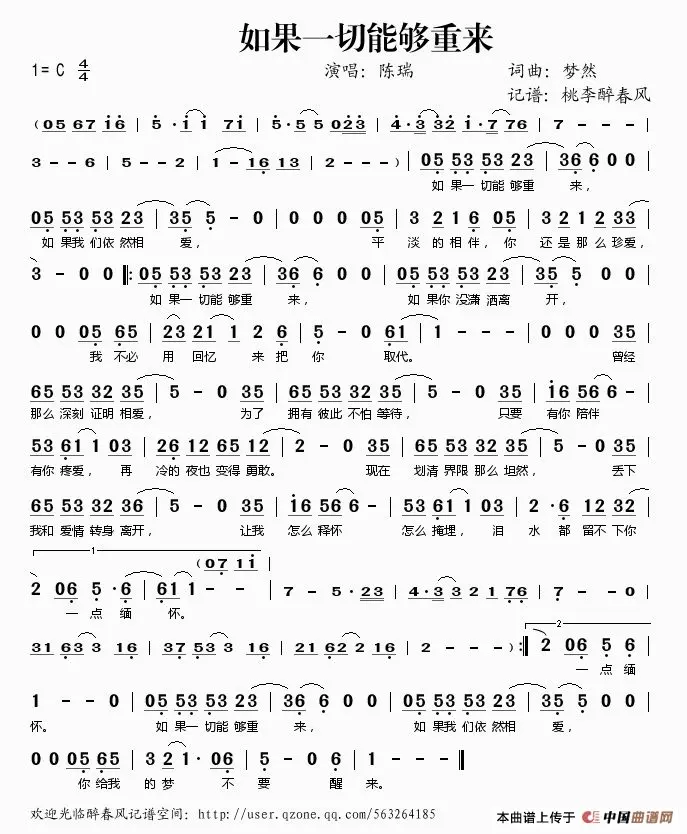 如果一切能够重来
1= C 4/4 演唱：陈瑞 词曲：梦然
记谱：桃李醉春风
(05 67 16 | 5 · 1 1 71 | 5 · 5 5 023 | 4 · 3 32 1 · 7 76 | 7 - - - |
3 - - 6 | 5 - - 2 | 1 - 16 13 | 2 - - - ) | 05 53 53 23 | 36 6 0 0 |
如 果一 切能 够重 来，
05 53 53 23 | 35 5 - 0 | 0 0 0 05 | 3 21 6 05 | 35 12 2 33 |
如 果我 们依 然相 爱， 平 淡 的 相伴，你 还是 那么 珍爱，
3 - 0 0 ‖: 05 53 53 23 | 36 6 0 0 | 05 53 53 23 | 35 5 0
如 果一 切能 够重 来， 如 果你 没潇 洒离 开，
0 0 05 65 | 23 21 1 2 6 | 5 - 0 61 | 1 - - - | 0 0 0 35
我 不必 用 回忆 来 把 你 取代。 曾经
65 53 32 35 | 5 - 0 35 | 65 53 32 35 | 5 - - 35 | 16 56 6 -
那么 深刻 证明 相爱， 为了 拥有 彼此 不怕 等待， 只要 有你 陪伴
53 61 1 03 | 26 12 65 12 | 2 - 0 35 | 65 53 32 35 | 5 - 0 35
有你 疼爱， 再 冷的 夜也 变得 勇敢。 现在 划清 界限 那么 坦然， 丢下
65 53 32 36 | 5 - 0 35 | 16 56 6 - | 53 61 1 03 | 2 · 6 12 32
我和 爱情 转身 离开， 让我 怎么 释怀 怎么 掩埋， 泪 水 都 留不 下你
1
(07 1i |
2 06 5 · 6 | 61 1 - - | 7 - 5 · 23 | 4 · 3 3 21 76 | 7 - - 0 |
一点 缅 怀。
31 63 3 16 | 37 53 3 16 | 21 62 2 16 | 2 - - - ) :‖ 2 06 5 6
2
一点 缅
1 - - 0 | 05 53 53 23 | 36 6 0 0 | 05 53 53 23 | 35 5 0
怀。 如 果一 切能 够重 来， 如 果我 们依 然相 爱，
0 0 05 65 | 3 21 · 06 | 5 - 0 6 | 1 - - - ‖
你 给我 的 梦 不 要 醒 来。
欢迎光临醉春风记谱空间：http://user.qzone.qq.com/563264185
本曲谱上传于 中国曲谱网